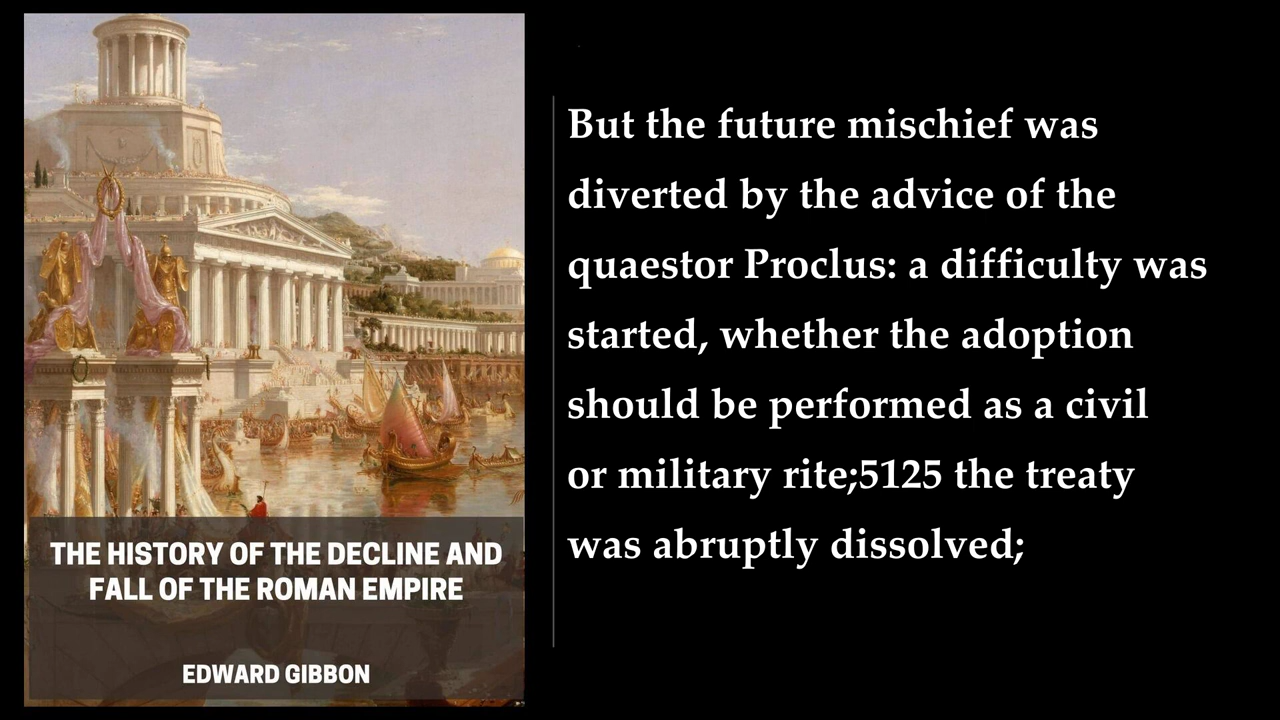 THE HISTORY OF THE DECLINE AND
FALL OF THE ROMAN EMPIRE
EDWARD GIBBON
But the future mischief was
diverted by the advice of the
quaestor Proclus: a difficulty was
started, whether the adoption
should be performed as a civil
or military rite;5125 the treaty
was abruptly dissolved;